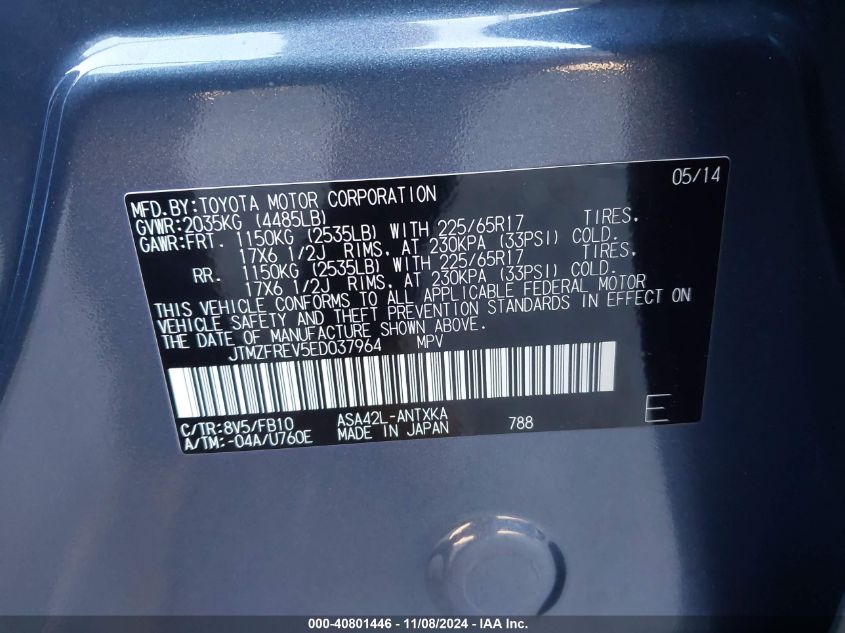 05/14
MFD.BY:TOYOTA MOTOR CORPORATION
GVWR:2035KG (4485LB)
GAWR:FRT. 1150KG (2535LB) WITH 225/65R17 TIRES,
17X6 1/2J RIMS, AT 230KPA (33PSI) COLD.
RR. 1150KG (2535LB) WITH 225/65R17 TIRES,
17X6 1/2J RIMS, AT 230KPA (33PSI) COLD.
THIS VEHICLE CONFORMS TO ALL APPLICABLE FEDERAL MOTOR
VEHICLE SAFETY AND THEFT PREVENTION STANDARDS IN EFFECT ON
THE DATE OF MANUFACTURE SHOWN ABOVE.
JTMZFREV5ED037964 MPV
C/TR:8V5/FB10 ASA42L-ANTXKA
A/TM:-04A/U760E MADE IN JAPAN 788 E
000-40801446 - 11/08/2024 - IAA Inc.